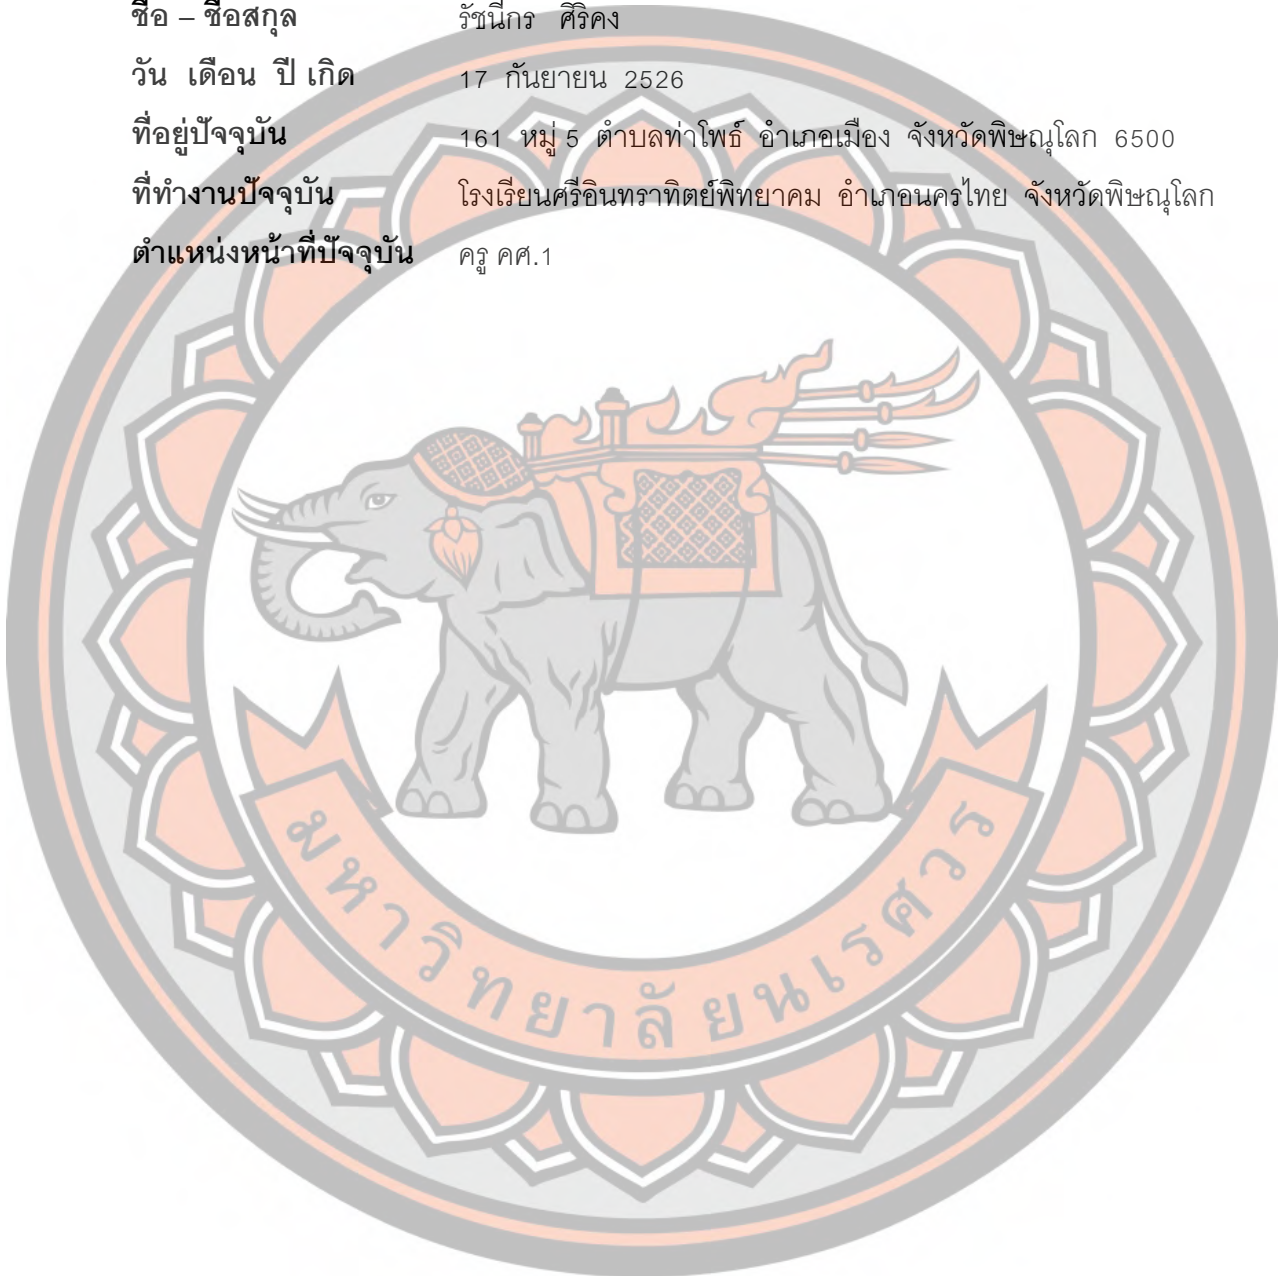 ชื่อ – ชื่อสกุล รัชนีกร ศิริคง
วัน เดือน ปี เกิด 17 กันยายน 2526
ที่อยู่ปัจจุบัน 161 หมู่ 5 ตำบลท่าโพธ์ อำเภอเมือง จังหวัดพิษณุโลก 6500
ที่ทำงานปัจจุบัน โรงเรียนศรีอินทราทิตย์พิทยาคม อำเภอนครไทย จังหวัดพิษณุโลก
ตำแหน่งหน้าที่ปัจจุบัน ครู คศ.1
มหาวิทยาลัยนเรศวร